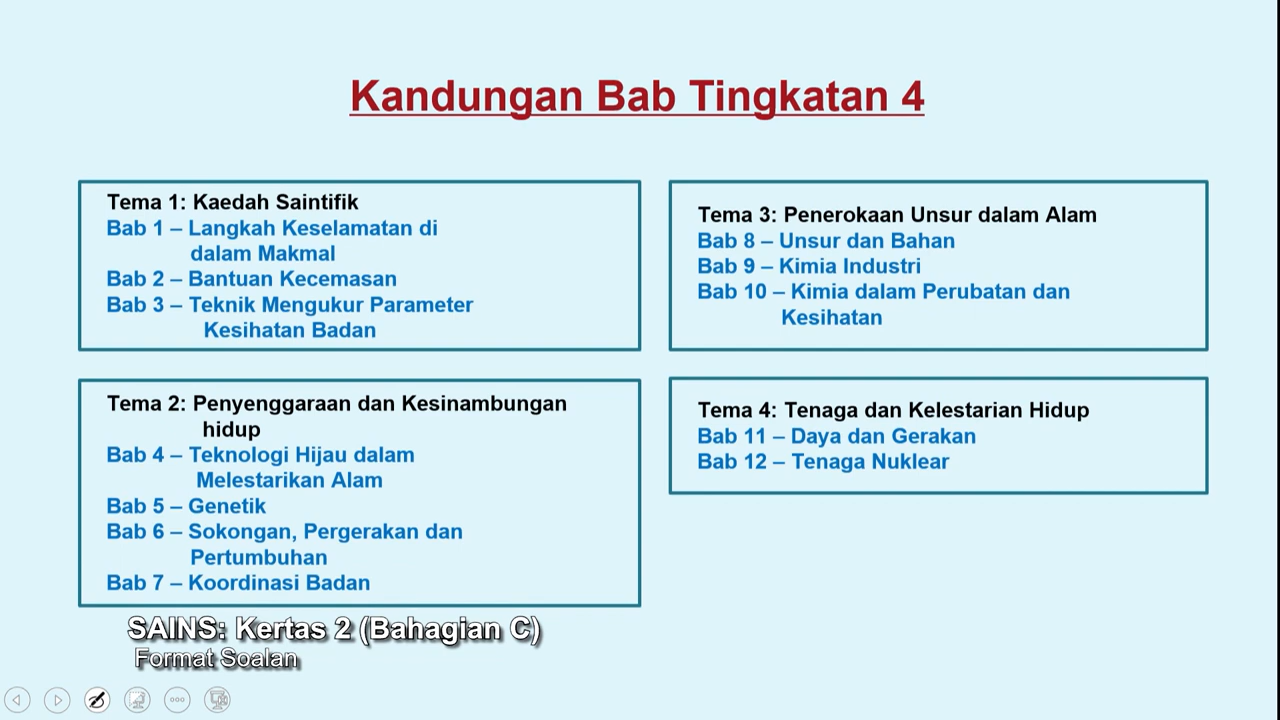 Kandungan Bab Tingkatan 4
Tema 1: Kaedah Saintifik
Bab 1 – Langkah Keselamatan di
dalam Makmal
Bab 2 – Bantuan Kecemasan
Bab 3 – Teknik Mengukur Parameter
Kesihatan Badan
Tema 2: Penyenggaraan dan Kesinambungan
hidup
Bab 4 – Teknologi Hijau dalam
Melestarikan Alam
Bab 5 – Genetik
Bab 6 – Sokongan, Pergerakan dan
Pertumbuhan
Bab 7 – Koordinasi Badan
Tema 3: Penerokaan Unsur dalam Alam
Bab 8 – Unsur dan Bahan
Bab 9 – Kimia Industri
Bab 10 – Kimia dalam Perubatan dan
Kesihatan
Tema 4: Tenaga dan Kelestarian Hidup
Bab 11 – Daya dan Gerakan
Bab 12 – Tenaga Nuklear
SAINS: Kertas 2 (Bahagian C)
Format Soalan